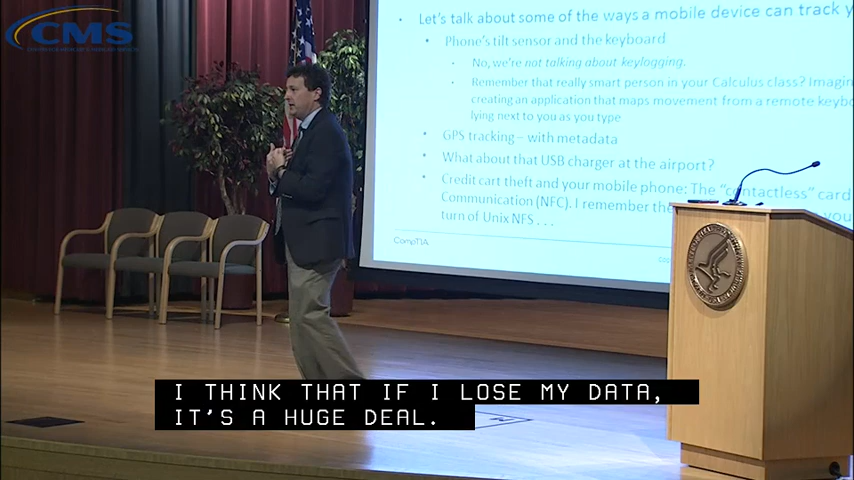 CMS
Let's talk about some of the ways a mobile device can track
Phone's tilt sensor and the keyboard
No, we're not talking about keylogging.
Remember that really smart person in your Calculus class?
creating an application that maps movement from a remote
lying next to you as you type
GPS tracking – with metadata
What about that USB charger at the airport?
Credit cart theft and your mobile phone: The "contactless" card
Communication (NFC). I remember
turn of Unix NFS . . .
CompTIA
I THINK THAT IF I LOSE MY DATA,
IT'S A HUGE DEAL.